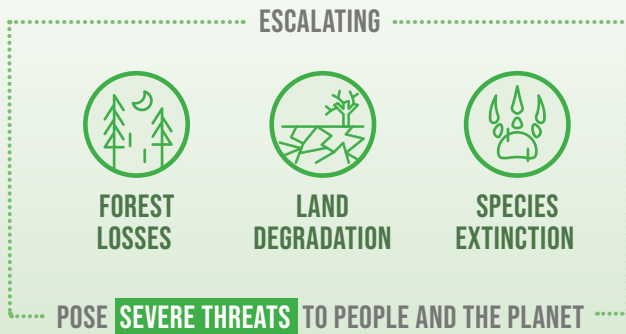 ESCALATING
FOREST
LOSSES
LAND
DEGRADATION
SPECIES
EXTINCTION
POSE SEVERE THREATS TO PEOPLE AND THE PLANET